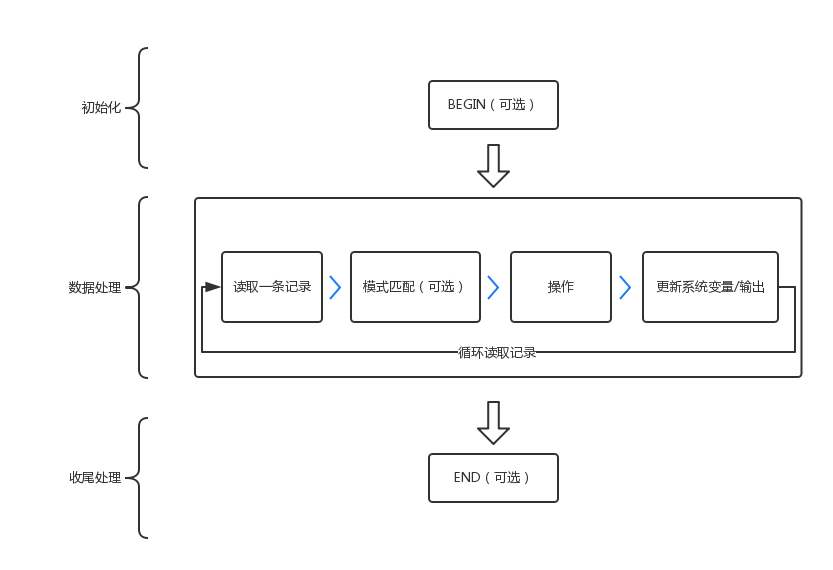 初始化
BEGIN（可选）
数据处理
读取一条记录
模式匹配（可选）
操作
更新系统变量/输出
循环读取记录
收尾处理
END（可选）